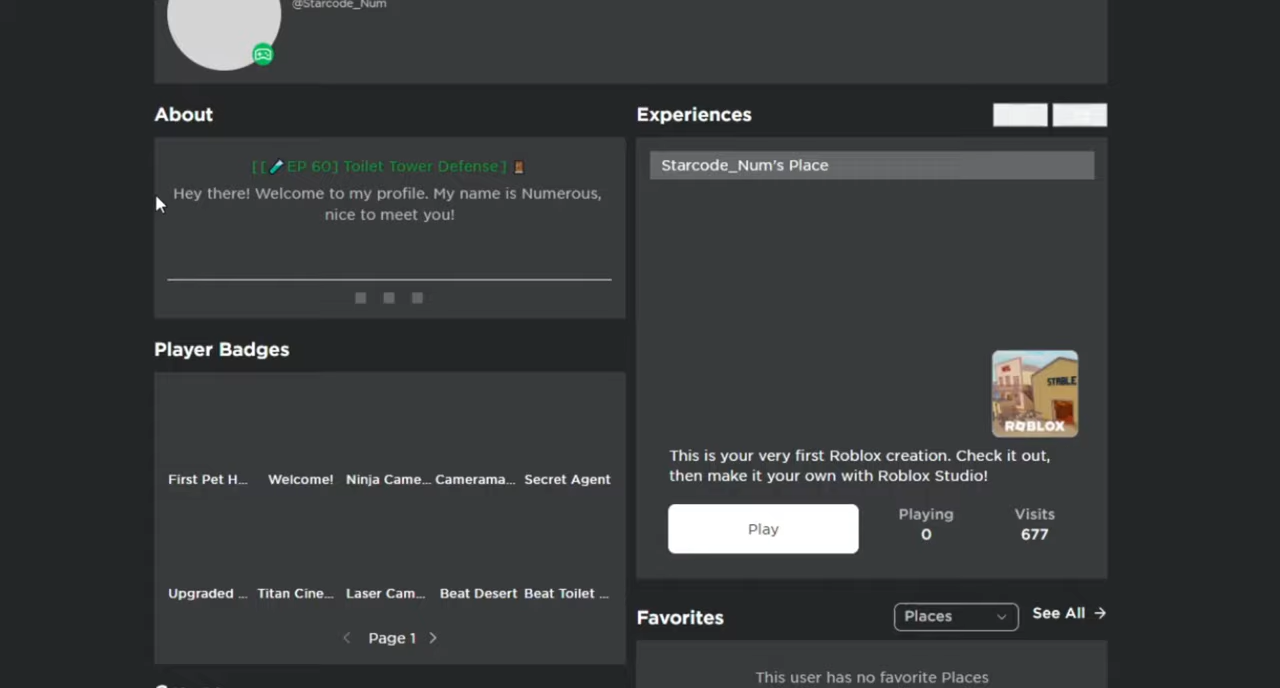 @Starcode_Num
About
[[🧪EP 60] Toilet Tower Defense] 🚪
Hey there! Welcome to my profile. My name is Numerous,
nice to meet you!
Player Badges
First Pet H...
Welcome!
Ninja Came...
Camerama...
Secret Agent
Upgraded ...
Titan Cine...
Laser Cam...
Beat Desert
Beat Toilet ...
Page 1
Experiences
Starcode_Num's Place
STABLE
ROBLOX
This is your very first Roblox creation. Check it out,
then make it your own with Roblox Studio!
Play
Playing
0
Visits
677
Favorites
Places
See All →
This user has no favorite Places